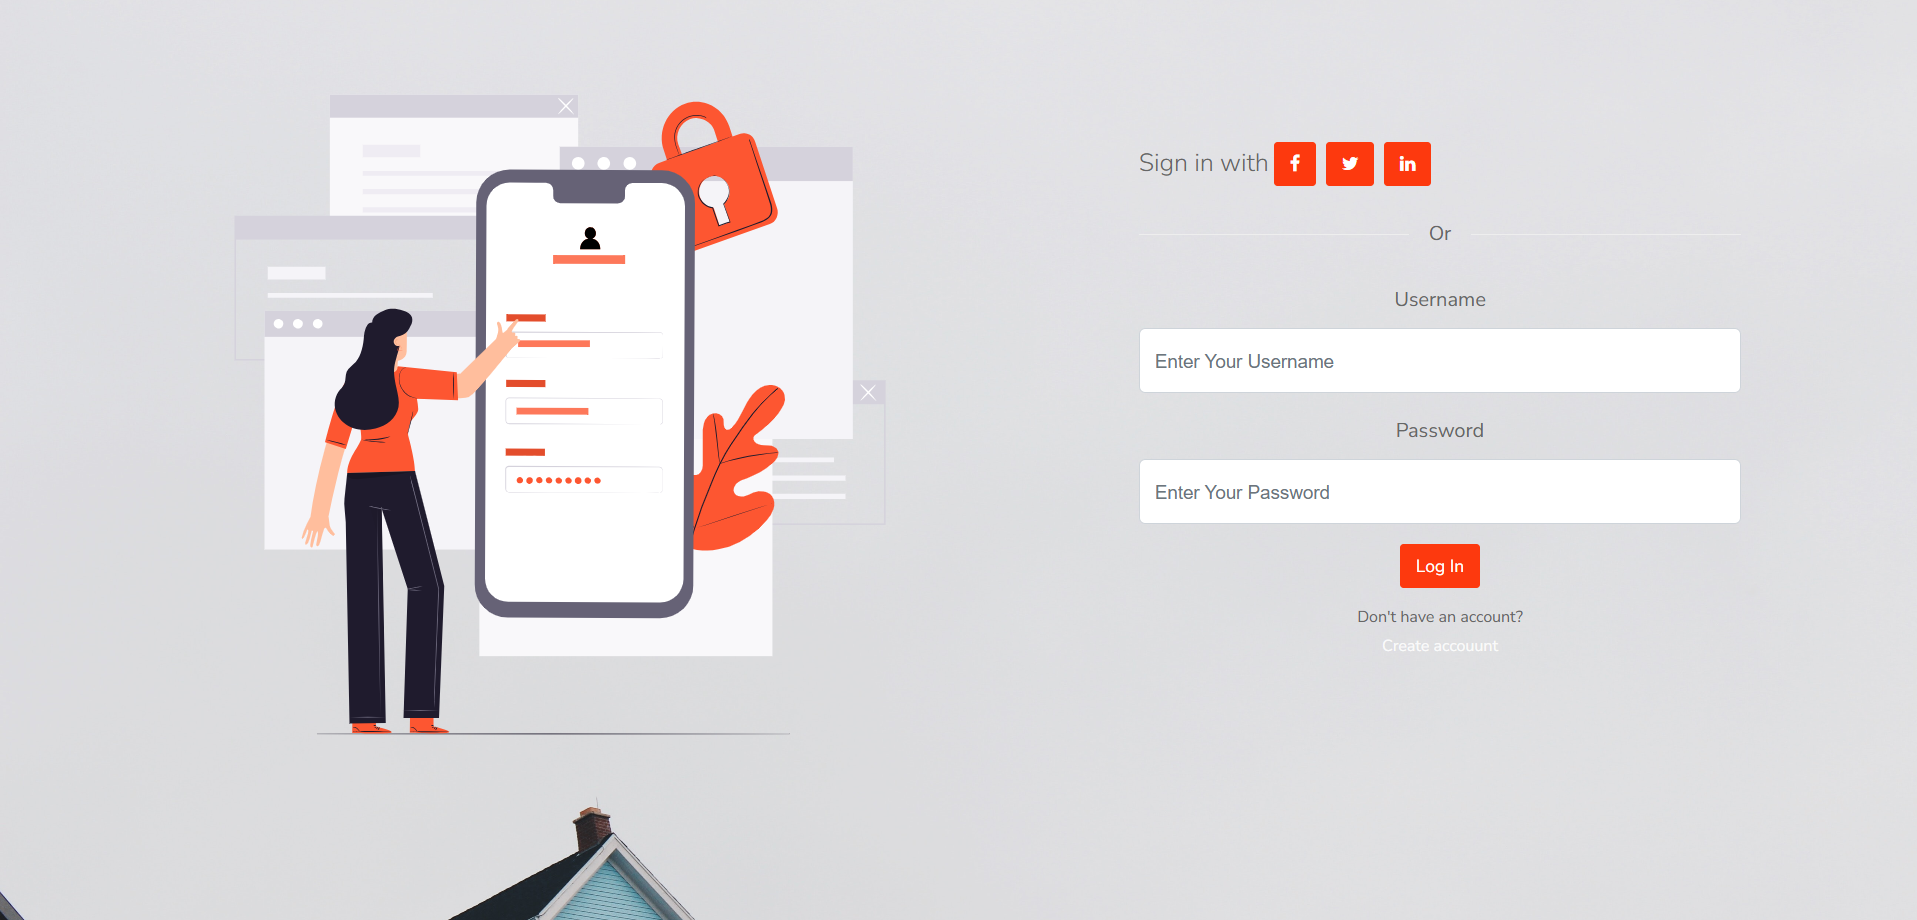 Sign in with
Or
Username
Enter Your Username
Password
Enter Your Password
Log In
Don't have an account?
Create accouunt